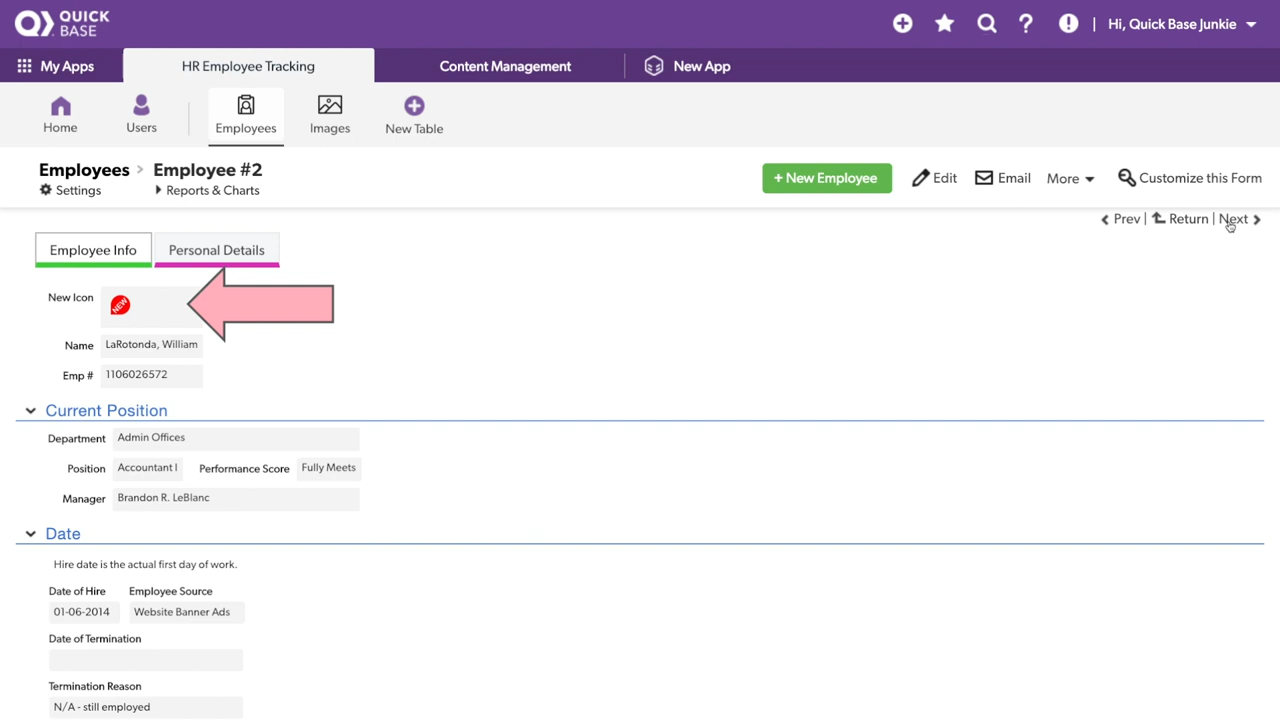 QUICK
BASE
Hi, Quick Base Junkie
My Apps
HR Employee Tracking
Content Management
New App
Home
Users
Employees
Images
New Table
Employees > Employee #2
Settings
Reports & Charts
+ New Employee
Edit
Email
More
Customize this Form
Prev | Return | Next
Employee Info
Personal Details
New Icon
NEW
Name LaRotonda, William
Emp # 1106026572
Current Position
Department Admin Offices
Position Accountant I Performance Score Fully Meets
Manager Brandon R. LeBlanc
Date
Hire date is the actual first day of work.
Date of Hire Employee Source
01-06-2014 Website Banner Ads
Date of Termination
Termination Reason
N/A - still employed